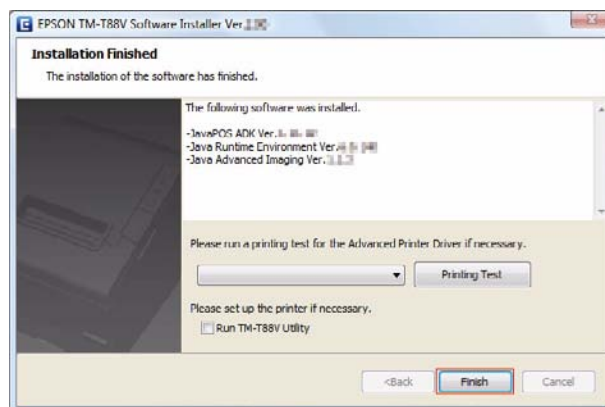 EPSON TM-T88V Software Installer Ver.
Installation Finished
The installation of the software has finished.
The following software was installed.
-JavaPOS ADK Ver.
-Java Runtime Environment Ver.
-Java Advanced Imaging Ver.
Please run a printing test for the Advanced Printer Driver if necessary.
Printing Test
Please set up the printer if necessary.
Run TM-T88V Utility
<Back Finish Cancel